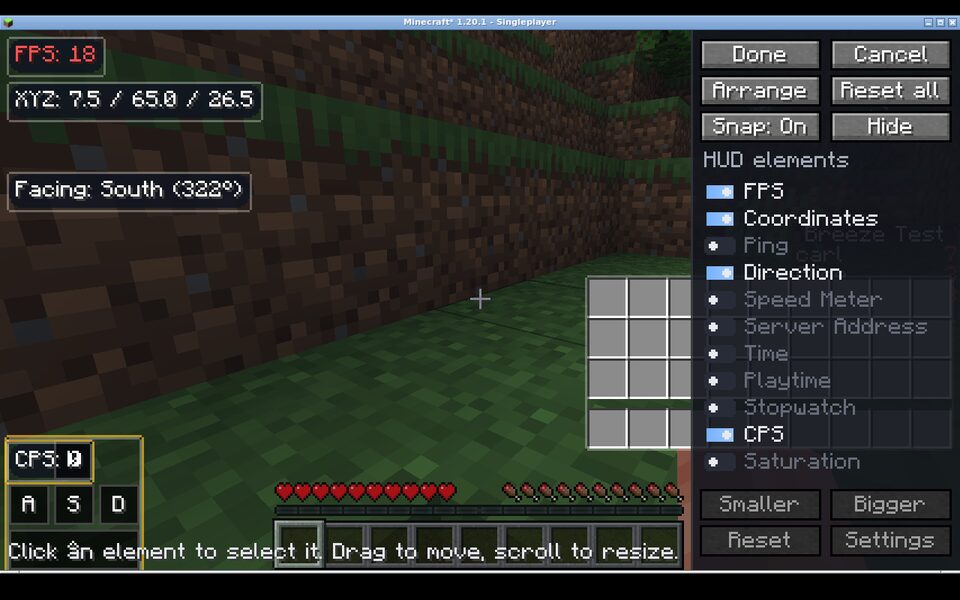 Minecraft* 1.20.1 - Singleplayer
FPS: 18
XYZ: 7.5 / 65.0 / 26.5
Facing: South (322°)
Done
Cancel
Arrange
Reset all
Snap: On
Hide
HUD elements
FPS
Coordinates
Ping
Breeze Test
Direction
Speed Meter
Server Address
Time
Playtime
Stopwatch
CPS
Saturation
Smaller
Bigger
Reset
Settings
CPS:
A
S
D
Click an element to select it. Drag to move, scroll to resize.